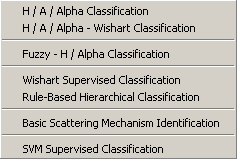 H / A / Alpha Classification
H / A / Alpha - Wishart Classification
Fuzzy - H / Alpha Classification
Wishart Supervised Classification
Rule-Based Hierarchical Classification
Basic Scattering Mechanism Identification
SVM Supervised Classification